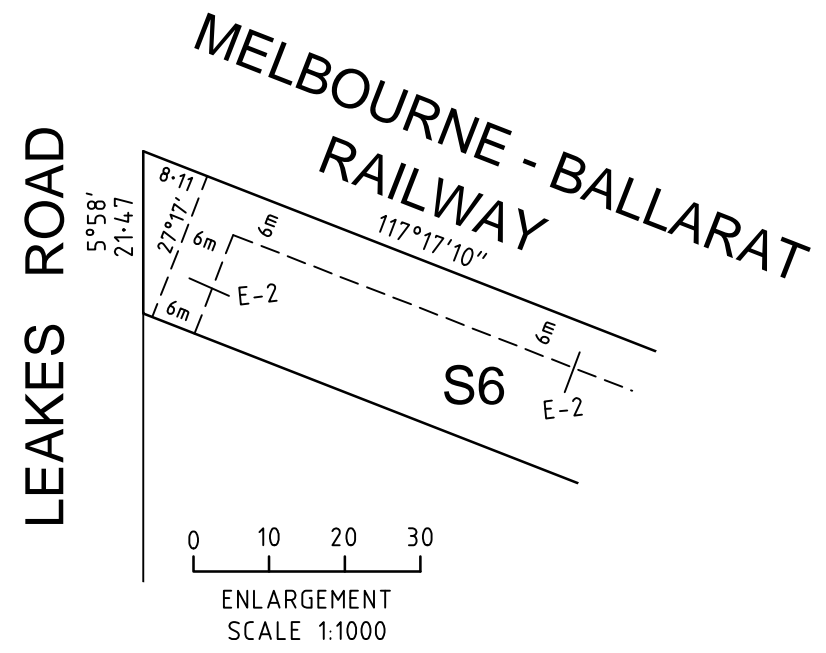 MELBOURNE - BALLARAT
RAILWAY
LEAKES ROAD
5°58'
21·47
8·11
27°17'
6m
6m
117°17'10"
6m
E-2
6m
S6
E-2
0 10 20 30
ENLARGEMENT
SCALE 1:1000